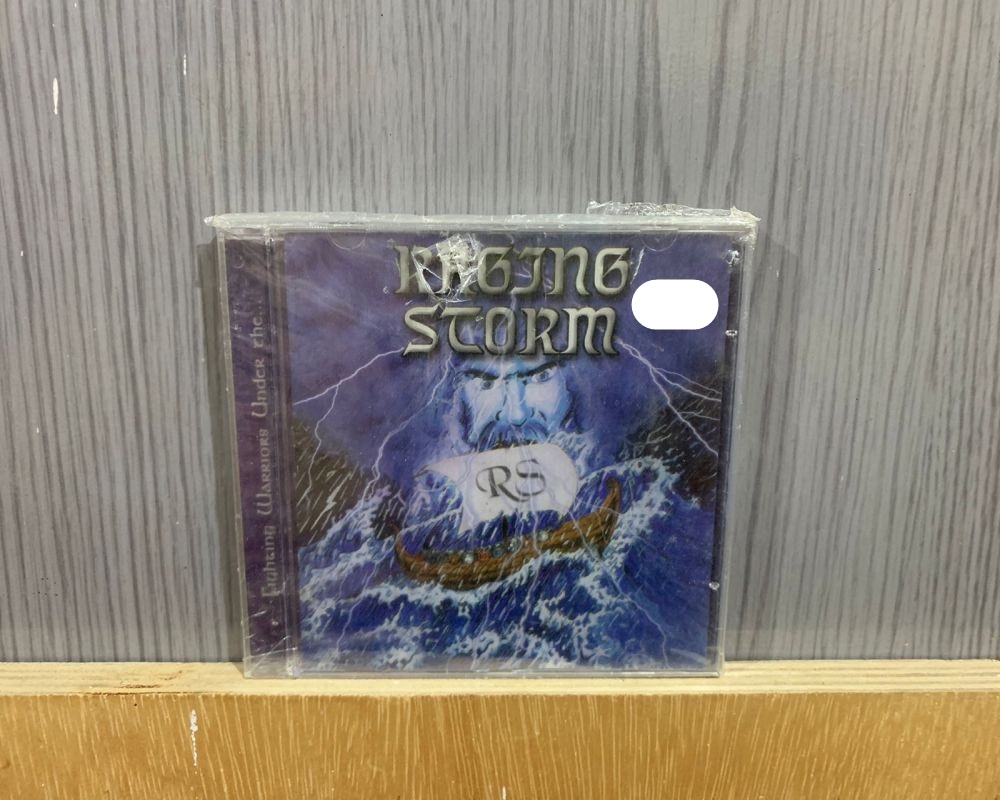 RAGING
STORM
RS
Fighting Warriors Under the...